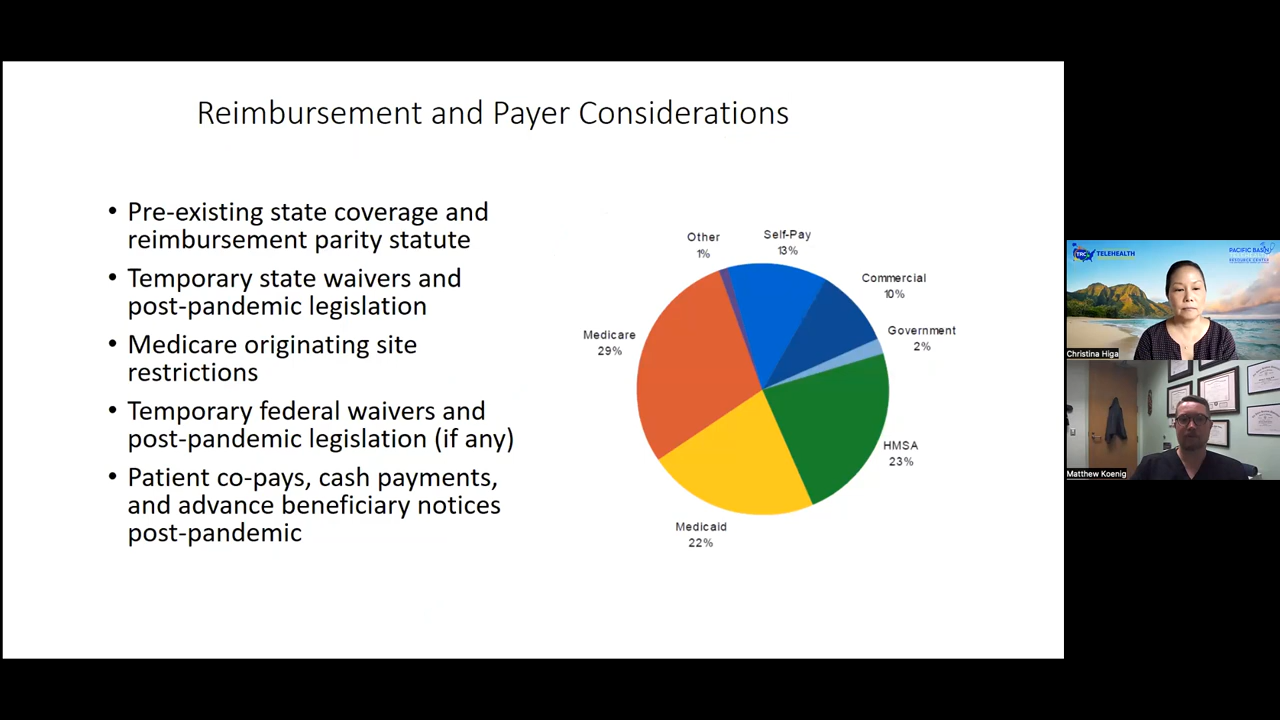 Reimbursement and Payer Considerations
• Pre-existing state coverage and
reimbursement parity statute
• Temporary state waivers and
post-pandemic legislation
• Medicare originating site
restrictions
• Temporary federal waivers and
post-pandemic legislation (if any)
• Patient co-pays, cash payments,
and advance beneficiary notices
post-pandemic
Other
1%
Self-Pay
13%
Commercial
10%
Government
2%
Medicare
29%
HMSA
23%
Medicaid
22%
TRC
TELEHEALTH
PACIFIC BASIN
RESOURCE CENTER
Christina Higa
Matthew Koenig